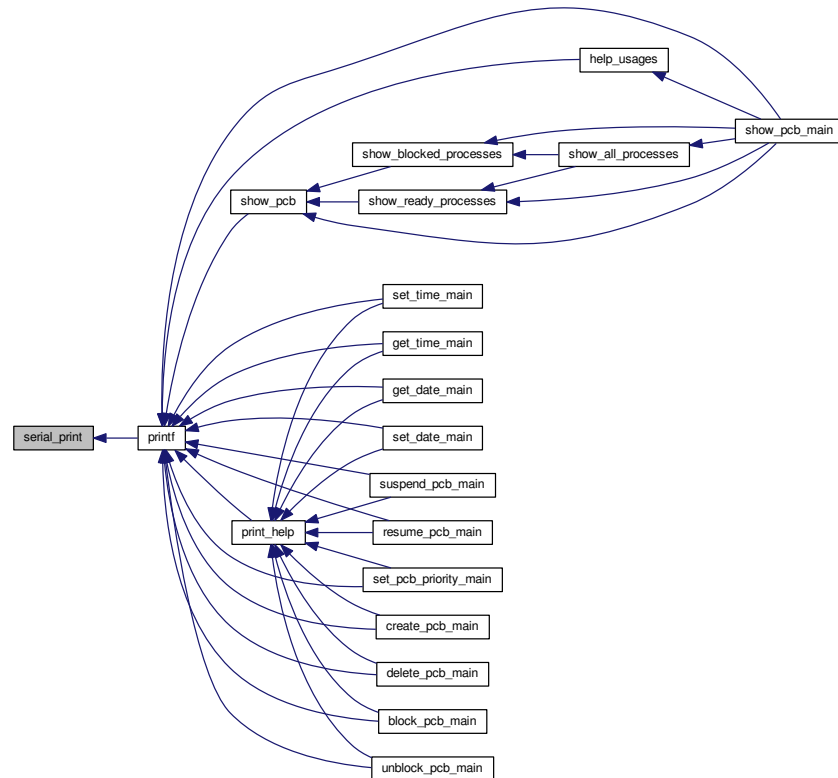 help_usages
show_pcb_main
show_blocked_processes
show_all_processes
show_pcb
show_ready_processes
set_time_main
get_time_main
get_date_main
serial_print
printf
set_date_main
suspend_pcb_main
print_help
resume_pcb_main
set_pcb_priority_main
create_pcb_main
delete_pcb_main
block_pcb_main
unblock_pcb_main